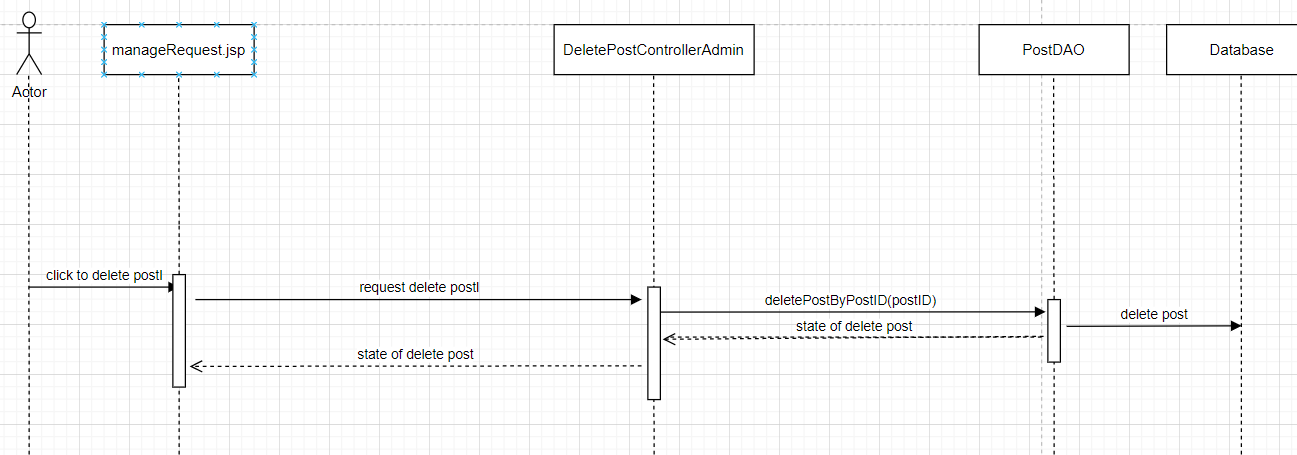 manageRequest.jsp
DeletePostControllerAdmin
PostDAO
Database
Actor
click to delete postl
request delete postl
deletePostByPostID(postID)
delete post
state of delete post
state of delete post